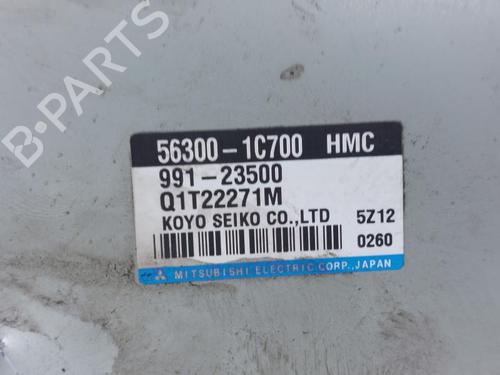 B-PARTS
56300-1C700 HMC
991-23500
Q1T22271M
KOYO SEIKO CO.,LTD 5Z12
0260
MITSUBISHI ELECTRIC CORP., JAPAN